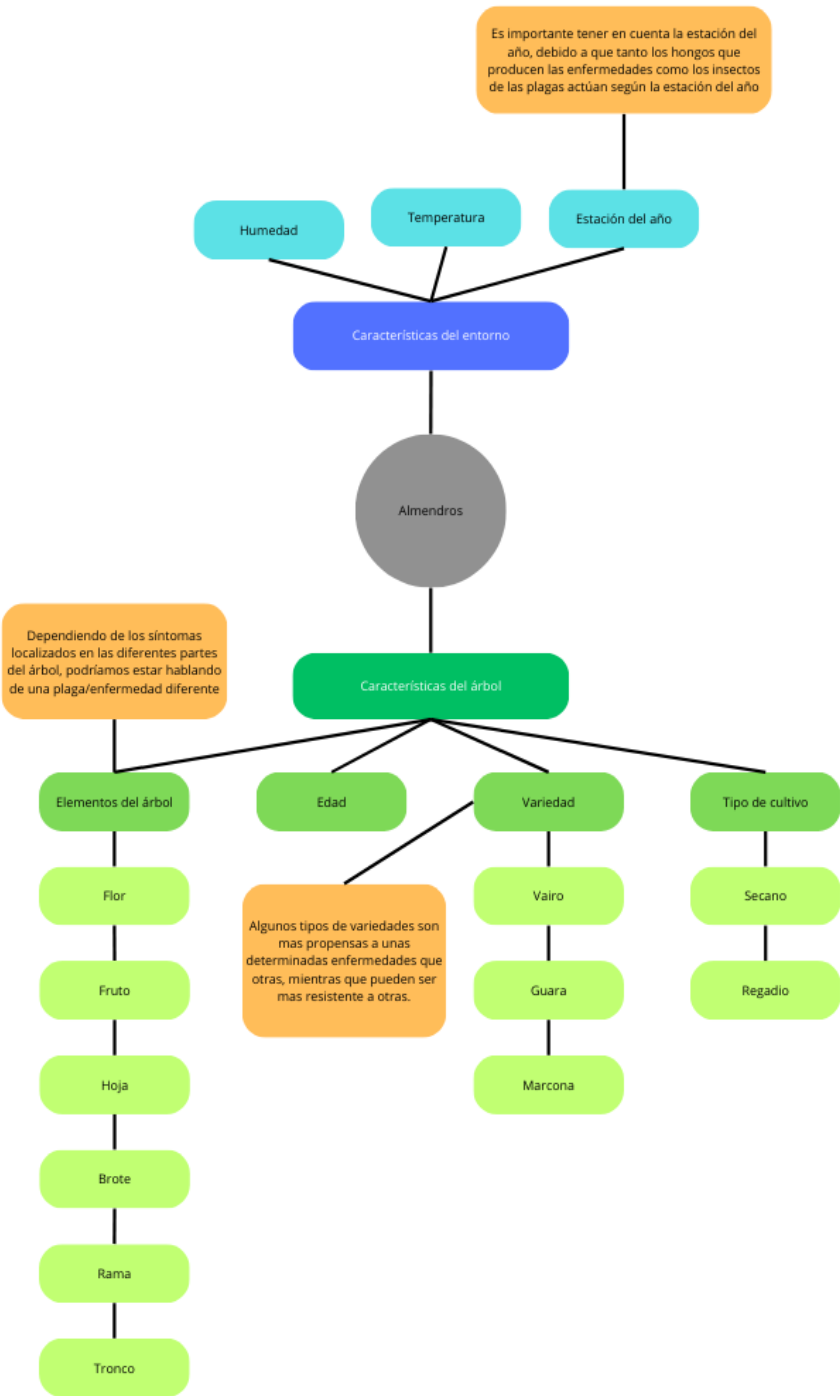 Es importante tener en cuenta la estación del
año, debido a que tanto los hongos que
producen las enfermedades como los insectos
de las plagas actúan según la estación del año
Humedad
Temperatura
Estación del año
Características del entorno
Almendros
Dependiendo de los síntomas
localizados en las diferentes partes
del árbol, podríamos estar hablando
de una plaga/enfermedad diferente
Características del árbol
Elementos del árbol
Edad
Variedad
Tipo de cultivo
Flor
Fruto
Hoja
Brote
Rama
Tronco
Algunos tipos de variedades son
mas propensas a unas
determinadas enfermedades que
otras, mientras que pueden ser
mas resistente a otras.
Vairo
Guara
Marcona
Secano
Regadio